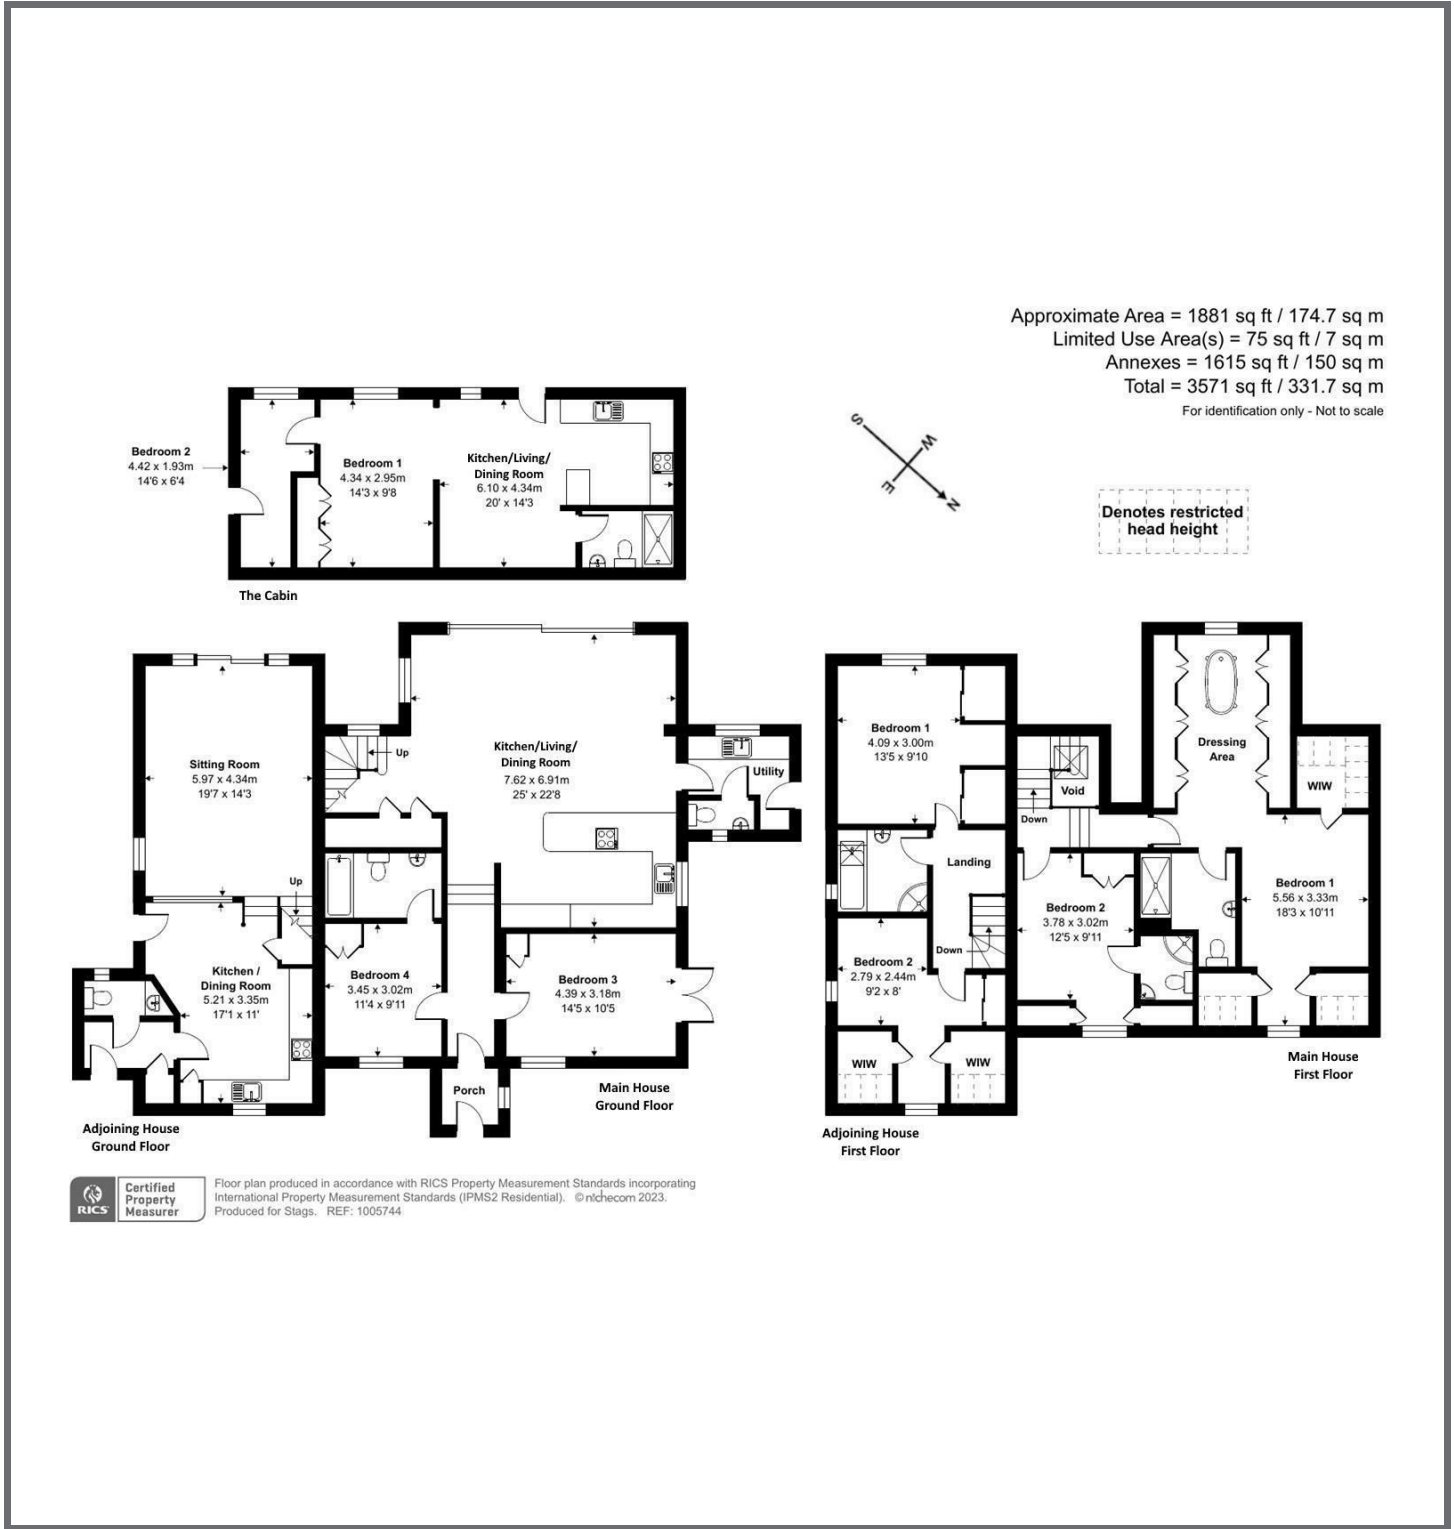 Approximate Area = 1881 sq ft / 174.7 sq m
Limited Use Area(s) = 75 sq ft / 7 sq m
Annexes = 1615 sq ft / 150 sq m
Total = 3571 sq ft / 331.7 sq m
For identification only - Not to scale
S
W
E
N
Denotes restricted
head height
Bedroom 2
4.42 x 1.93m
14'6 x 6'4
Bedroom 1
4.34 x 2.95m
14'3 x 9'8
Kitchen/Living/
Dining Room
6.10 x 4.34m
20' x 14'3
The Cabin
Sitting Room
5.97 x 4.34m
19'7 x 14'3
Up
Kitchen /
Dining Room
5.21 x 3.35m
17'1 x 11'
Adjoining House
Ground Floor
Up
Kitchen/Living/
Dining Room
7.62 x 6.91m
25' x 22'8
Utility
Bedroom 4
3.45 x 3.02m
11'4 x 9'11
Bedroom 3
4.39 x 3.18m
14'5 x 10'5
Porch
Main House
Ground Floor
Bedroom 1
4.09 x 3.00m
13'5 x 9'10
Landing
Down
Bedroom 2
2.79 x 2.44m
9'2 x 8'
WIW
WIW
Adjoining House
First Floor
Dressing
Area
WIW
Void
Down
Bedroom 1
5.56 x 3.33m
18'3 x 10'11
Bedroom 2
3.78 x 3.02m
12'5 x 9'11
Main House
First Floor
RICS
Certified
Property
Measurer
Floor plan produced in accordance with RICS Property Measurement Standards incorporating
International Property Measurement Standards (IPMS2 Residential). © nichecom 2023.
Produced for Stags. REF: 1005744